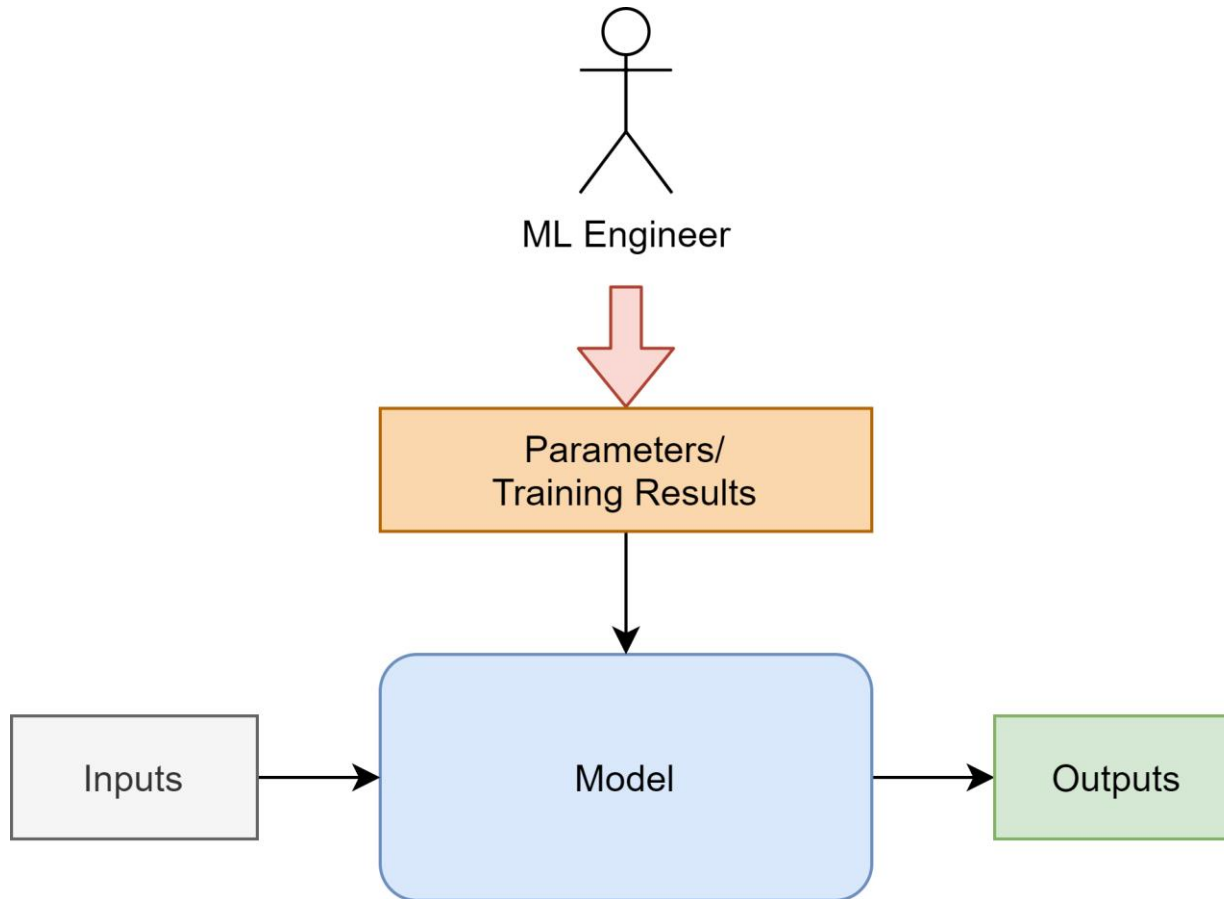 ML Engineer
Parameters/
Training Results
Inputs
Model
Outputs